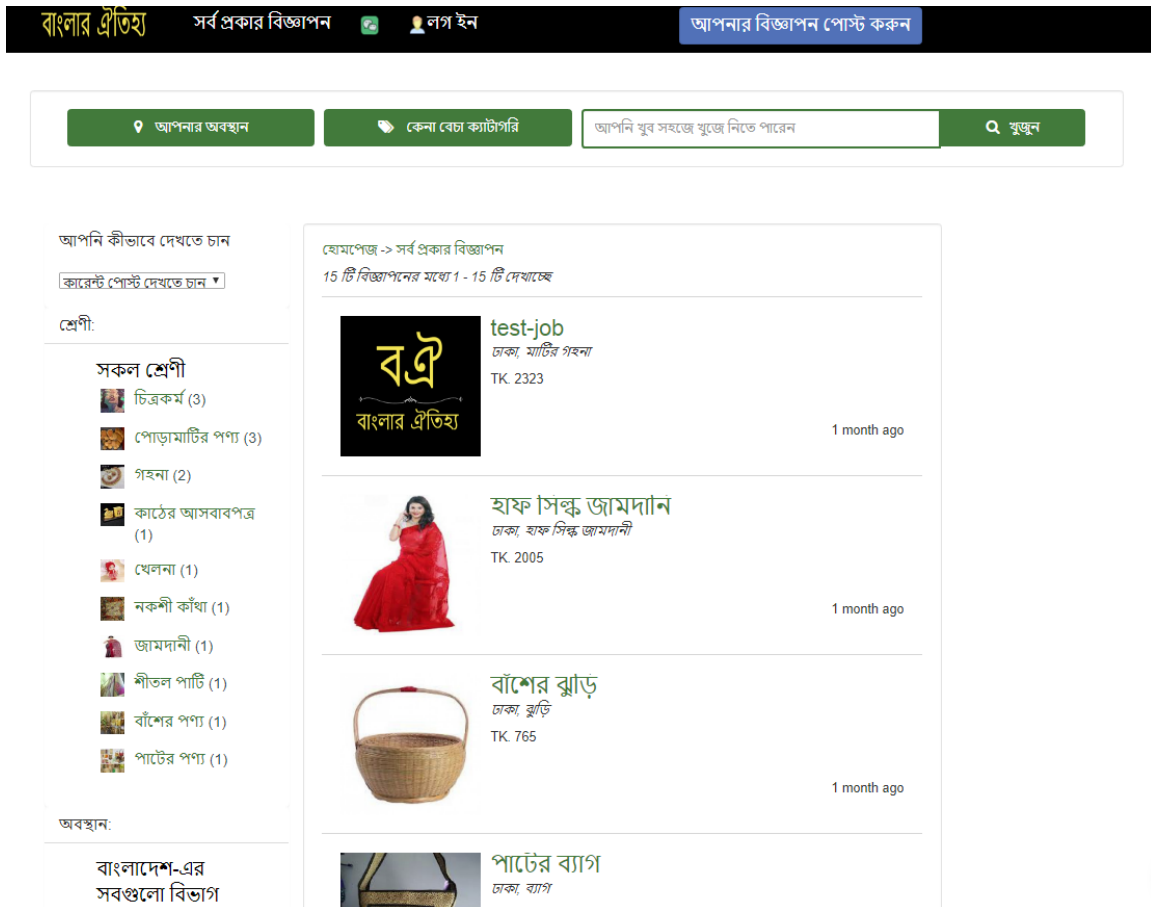 বাংলার ঐতিহ্য
সর্ব প্রকার বিজ্ঞাপন
লগ ইন
আপনার বিজ্ঞাপন পোস্ট করুন
আপনার অবস্থান
কেনা বেচা ক্যাটাগরি
আপনি খুব সহজে খুজে নিতে পারেন
খুজুন
আপনি কীভাবে দেখতে চান
কারেন্ট পোস্ট দেখতে চান
শ্রেণী:
সকল শ্রেণী
চিত্রকর্ম (3)
পোড়ামাটির পণ্য (3)
গহনা (2)
কাঠের আসবাবপত্র
(1)
খেলনা (1)
নকশী কাঁথা (1)
জামদানী (1)
শীতল পাটি (1)
বাঁশের পণ্য (1)
পাটের পণ্য (1)
অবস্থান:
বাংলাদেশ-এর
সবগুলো বিভাগ
হোমপেজ -> সর্ব প্রকার বিজ্ঞাপন
15 টি বিজ্ঞাপনের মধ্যে 1 - 15 টি দেখাচ্ছে
বঐ
বাংলার ঐতিহ্য
test-job
ঢাকা, মাটির গহনা
TK. 2323
1 month ago
হাফ সিল্ক জামদানি
ঢাকা, হাফ সিল্ক জামদানী
TK. 2005
1 month ago
বাঁশের ঝুড়ি
ঢাকা, ঝুড়ি
TK. 765
1 month ago
পাটের ব্যাগ
ঢাকা, ব্যাগ